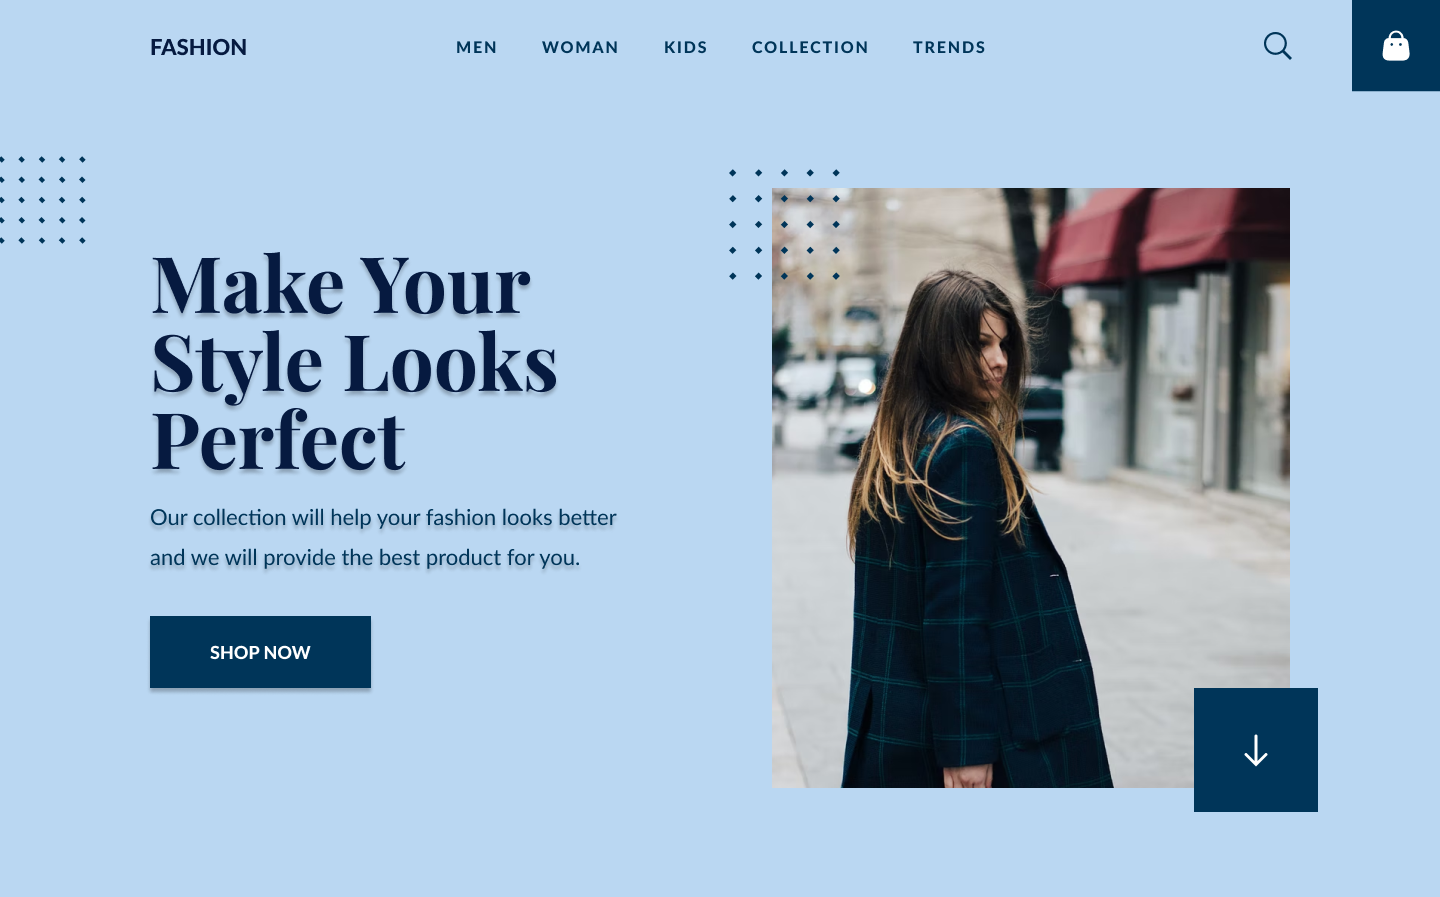 FASHION
MEN WOMAN KIDS COLLECTION TRENDS
Make Your
Style Looks
Perfect
Our collection will help your fashion looks better
and we will provide the best product for you.
SHOP NOW